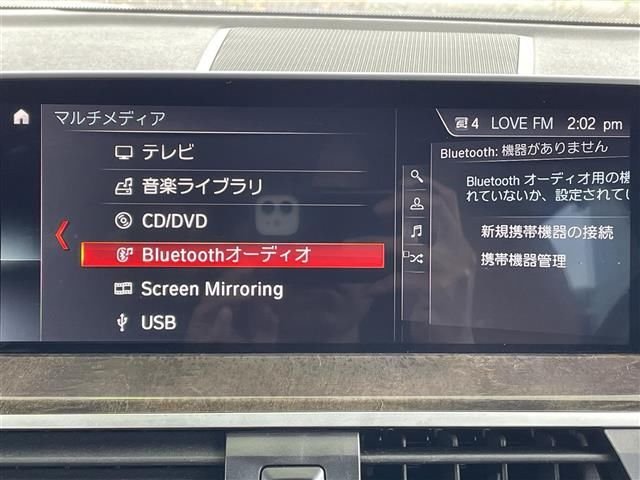 マルチメディア
テレビ
音楽ライブラリ
CD/DVD
Bluetoothオーディオ
Screen Mirroring
USB
4 LOVE FM 2:02 pm
Bluetooth: 機器がありません
Bluetooth オーディオ用の機
れていないか、設定されてい
新規携帯機器の接続
携帯機器管理